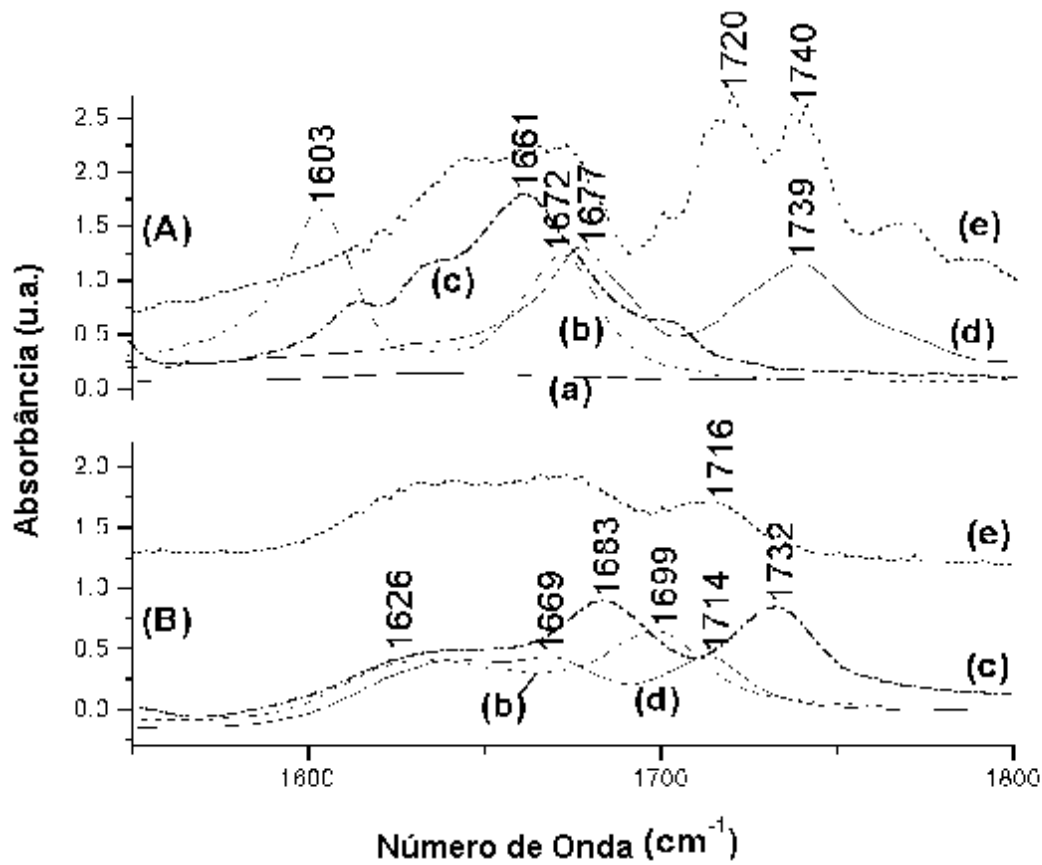 1720
1740
2.5
2.0
1603
1661
1672
1677
1739
1.5
(A)
(e)
1.0
(c)
0.5
(b)
(d)
0.0
(a)
Absorbância (u.a.)
2.0
1716
1.5
(e)
1683
1732
1.0
1626
1669
1699
1714
(B)
0.5
(b)
(d)
(c)
0.0
1600
1700
1800
Número de Onda (cm⁻¹)